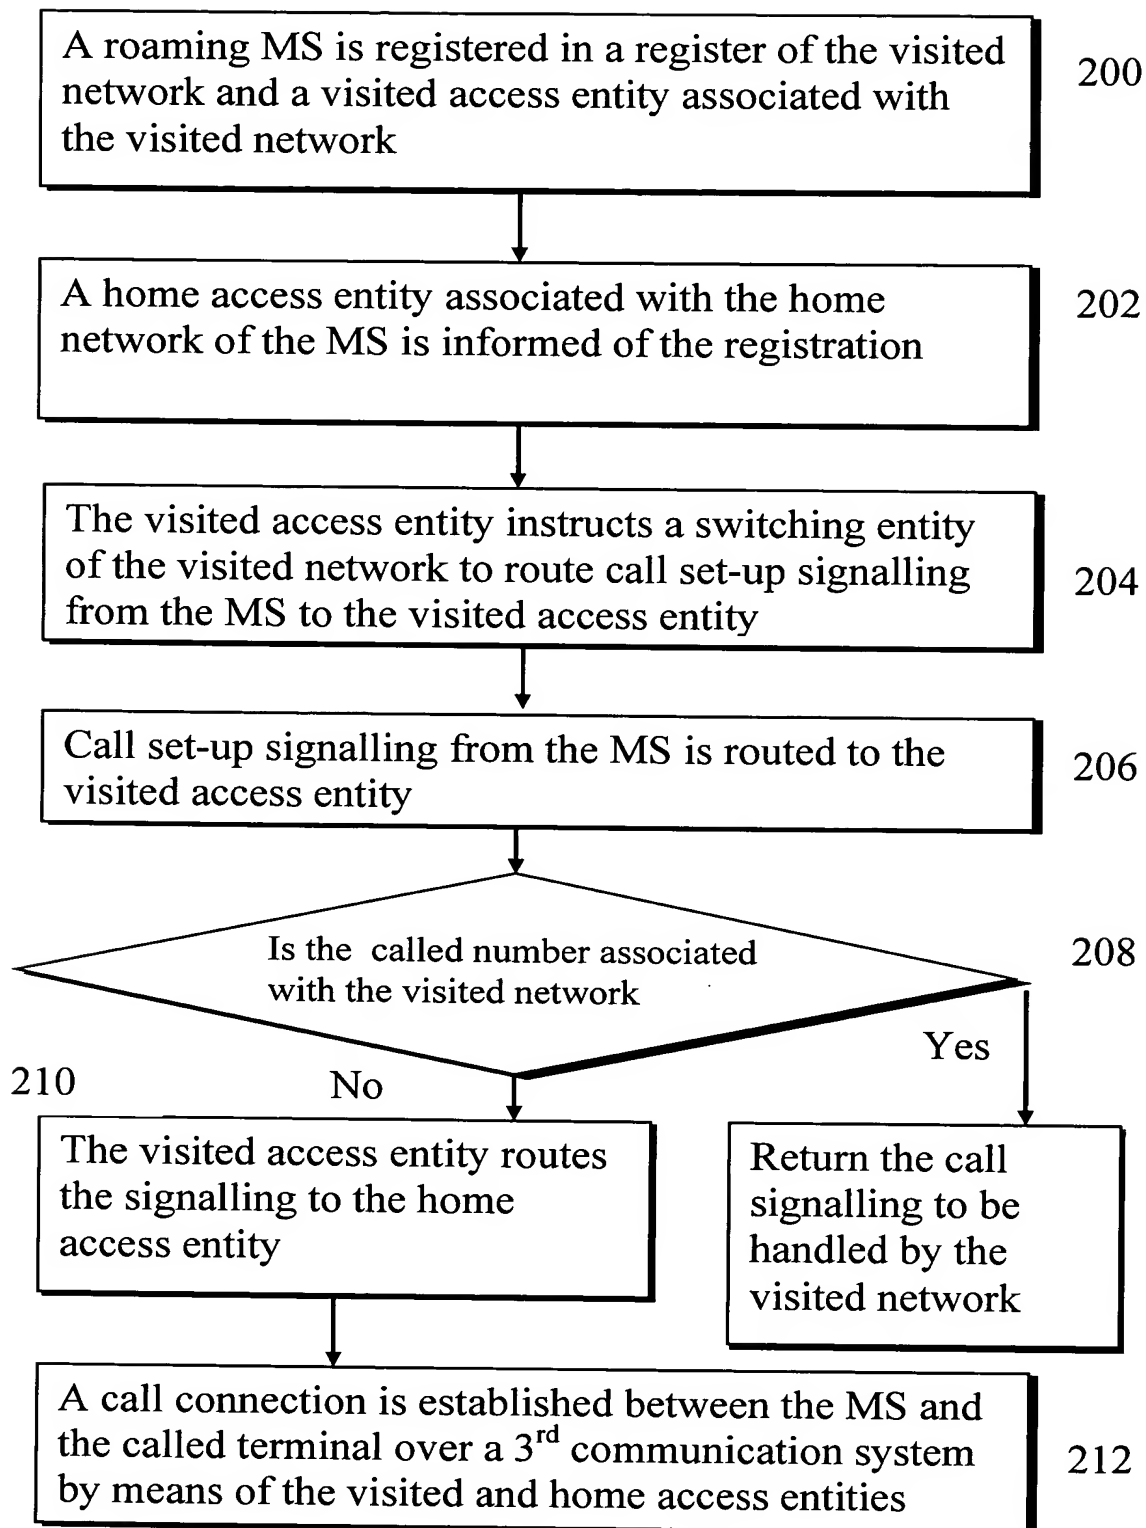 A roaming MS is registered in a register of the visited
network and a visited access entity associated with
the visited network
200
A home access entity associated with the home
network of the MS is informed of the registration
202
The visited access entity instructs a switching entity
of the visited network to route call set-up signalling
from the MS to the visited access entity
204
Call set-up signalling from the MS is routed to the
visited access entity
206
Is the called number associated
with the visited network
208
Yes
210
No
The visited access entity routes
the signalling to the home
access entity
Return the call
signalling to be
handled by the
visited network
A call connection is established between the MS and
the called terminal over a 3rd communication system
by means of the visited and home access entities
212